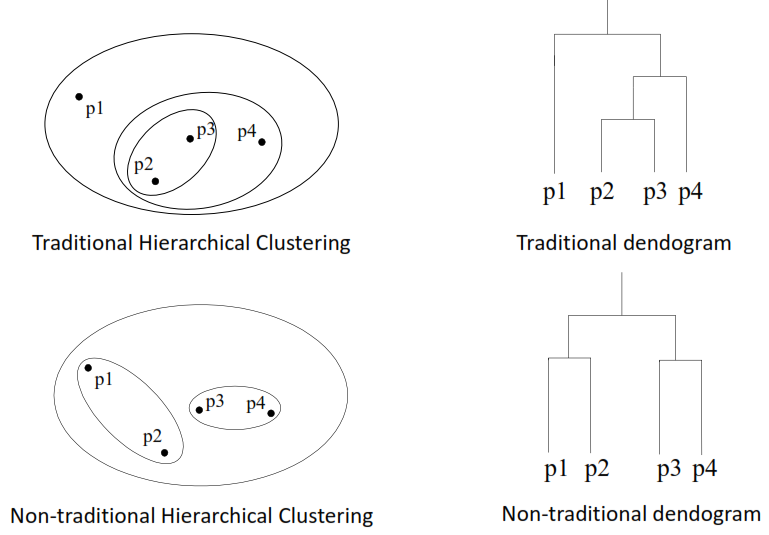 p1
p3
p4
p2
Traditional Hierarchical Clustering
p1 p2 p3 p4
Traditional dendogram
p1
p3
p4
p2
Non-traditional Hierarchical Clustering
p1 p2 p3 p4
Non-traditional dendogram